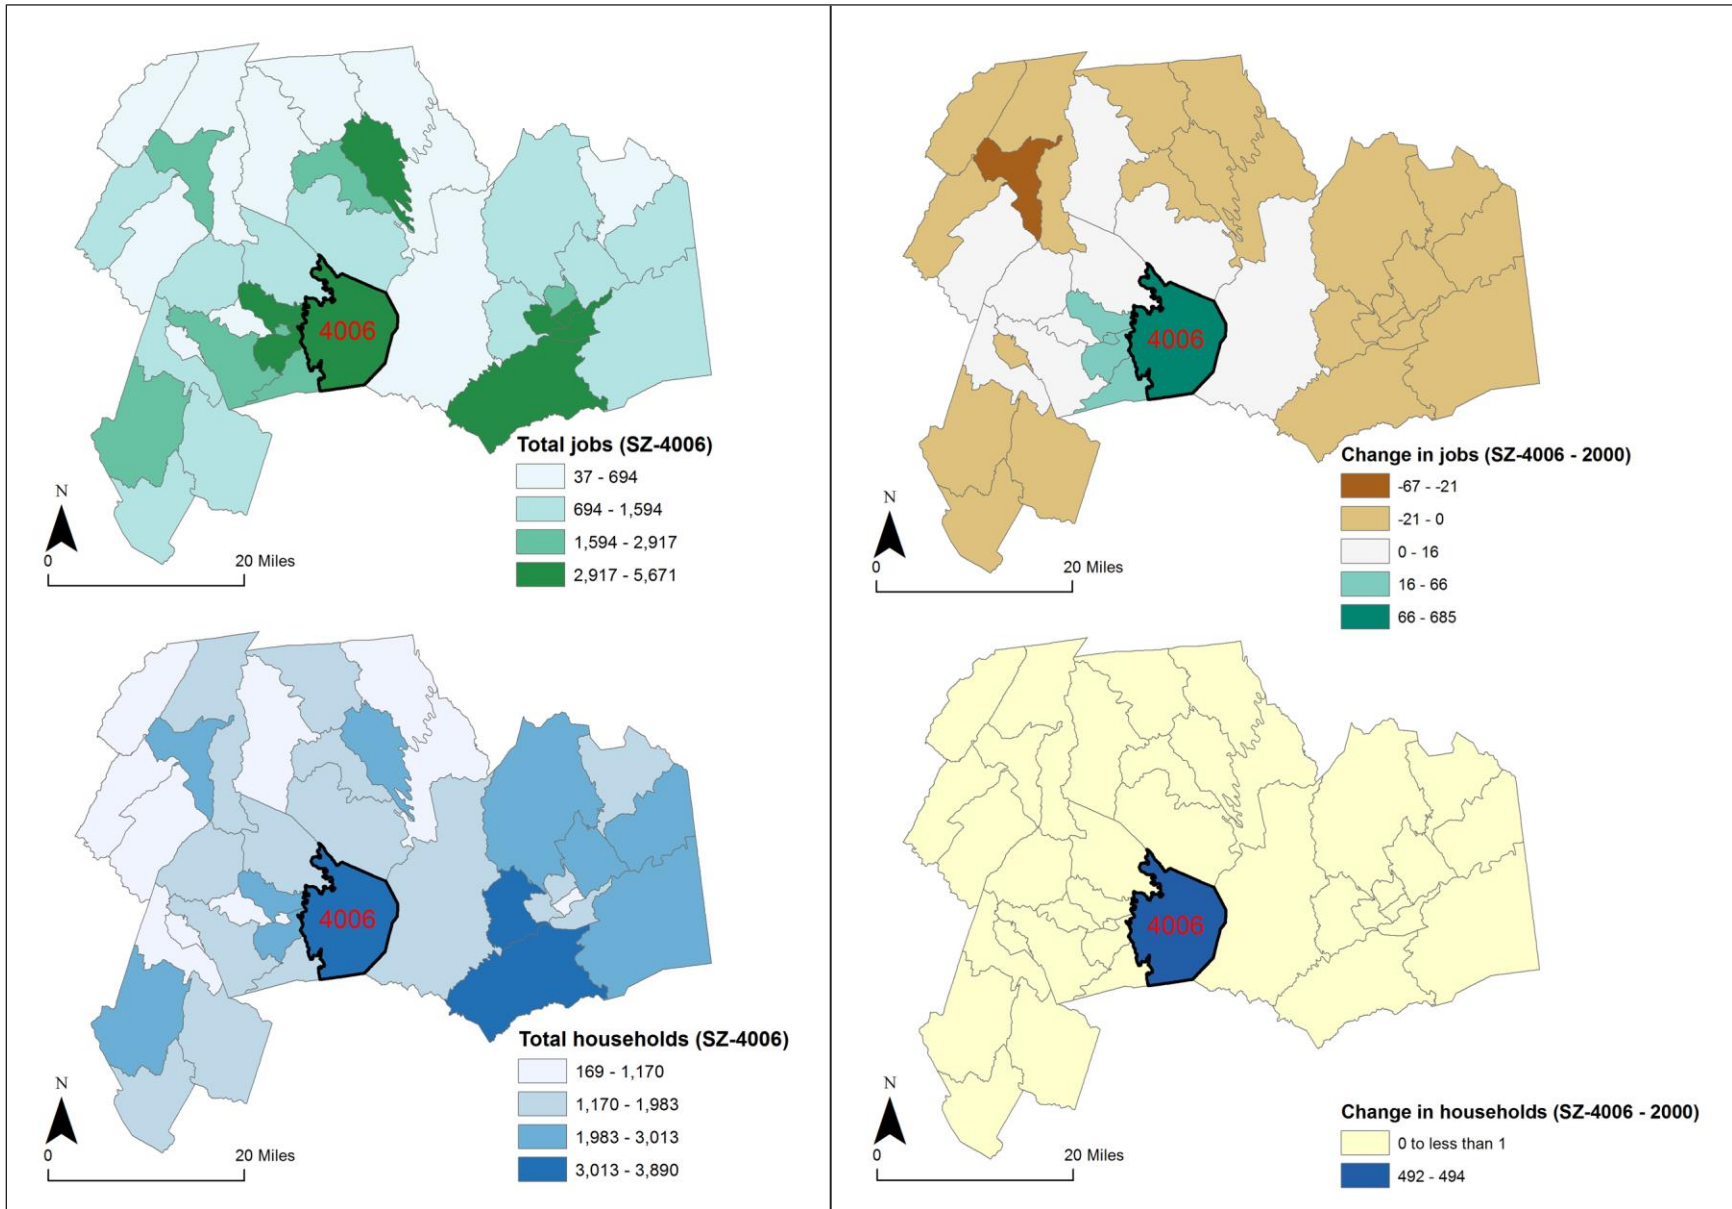 4006
Total jobs (SZ-4006)
37 - 694
694 - 1,594
1,594 - 2,917
2,917 - 5,671
N
0
20 Miles
4006
Change in jobs (SZ-4006 - 2000)
-67 - -21
-21 - 0
0 - 16
16 - 66
66 - 685
N
0
20 Miles
4006
Total households (SZ-4006)
169 - 1,170
1,170 - 1,983
1,983 - 3,013
3,013 - 3,890
N
0
20 Miles
4006
Change in households (SZ-4006 - 2000)
0 to less than 1
492 - 494
N
0
20 Miles